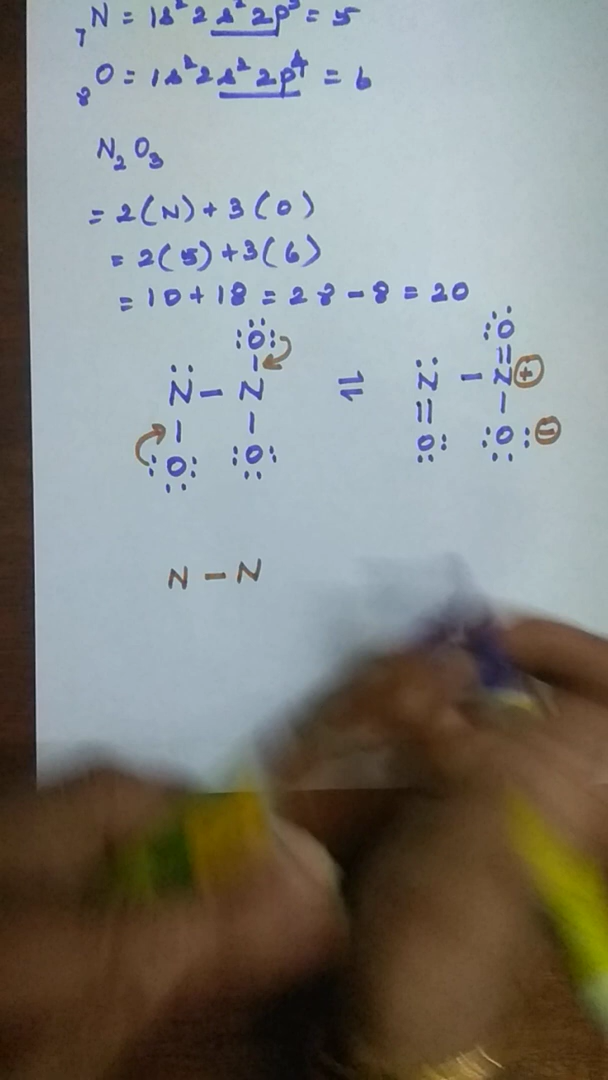 ₇N = 1s² 2s² 2p³ = 5
₈O = 1s² 2s² 2p⁴ = 6
N₂O₃
= 2(N) + 3(O)
= 2(5) + 3(6)
= 10 + 18 = 28 - 8 = 20
:Ö: :Ö
N̈ - N ⇌ N̈ - N ⊕
:O: :O: O: :O: ⊖
N - N